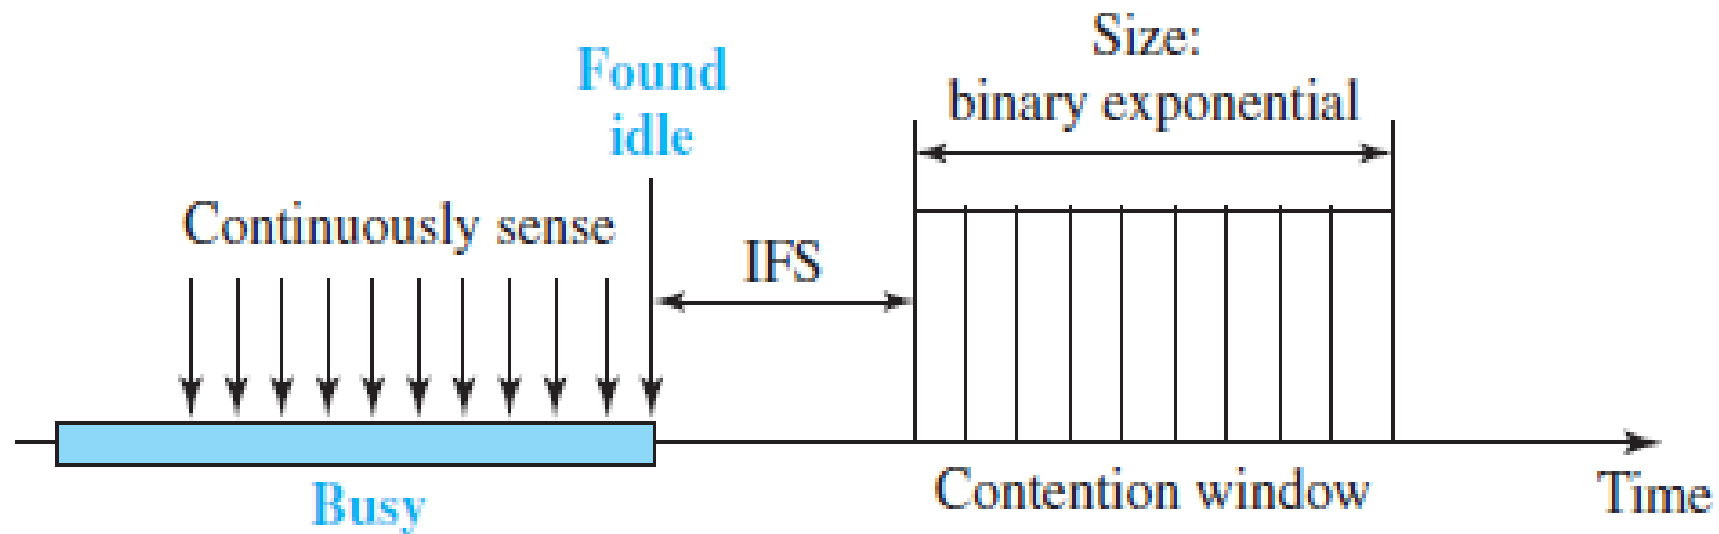 Size:
binary exponential
Found
idle
Continuously sense
IFS
Busy
Contention window
Time